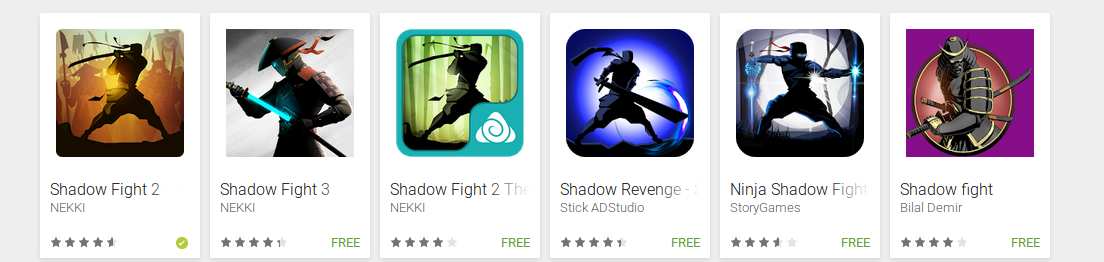 Shadow Fight 2
NEKKI
Shadow Fight 3
NEKKI
FREE
Shadow Fight 2 The
NEKKI
FREE
Shadow Revenge - S
Stick ADStudio
FREE
Ninja Shadow Fight
StoryGames
FREE
Shadow fight
Bilal Demir
FREE